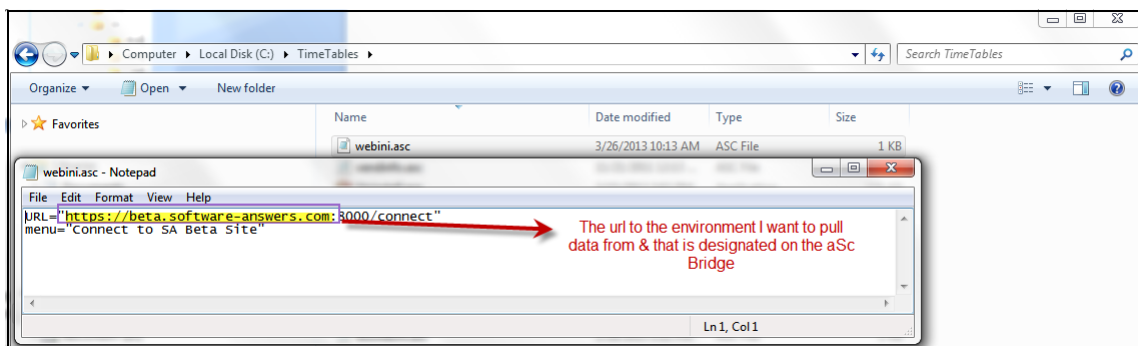 Computer ▸ Local Disk (C:) ▸ TimeTables ▸
Search TimeTables
Organize Open New folder
Favorites
Name Date modified Type Size
webini.asc 3/26/2013 10:13 AM ASC File 1 KB
webini.asc - Notepad
File Edit Format View Help
URL="https://beta.software-answers.com:8000/connect"
menu="Connect to SA Beta Site"
The url to the environment I want to pull
data from & that is designated on the aSc
Bridge
Ln 1, Col 1